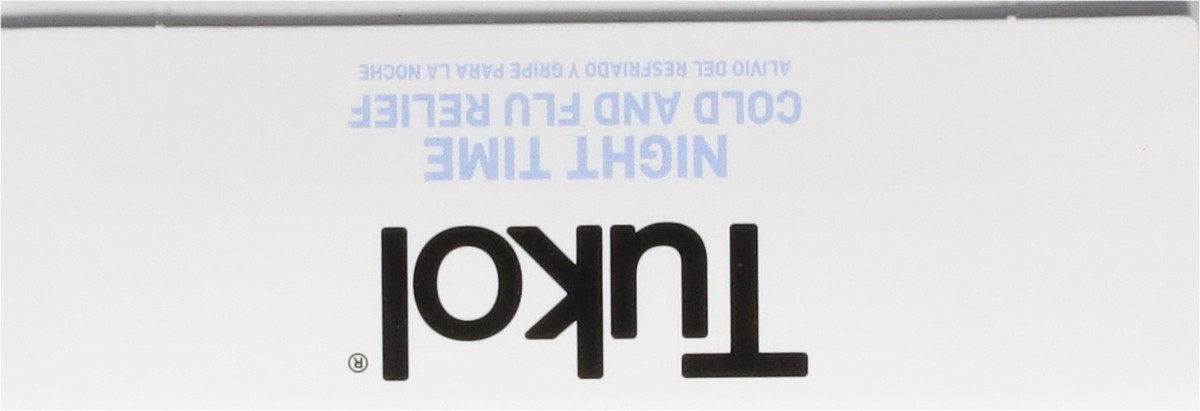 Tukol®
NIGHT TIME
COLD AND FLU RELIEF
ALIVIO DEL RESFRIADO Y GRIPE PARA LA NOCHE